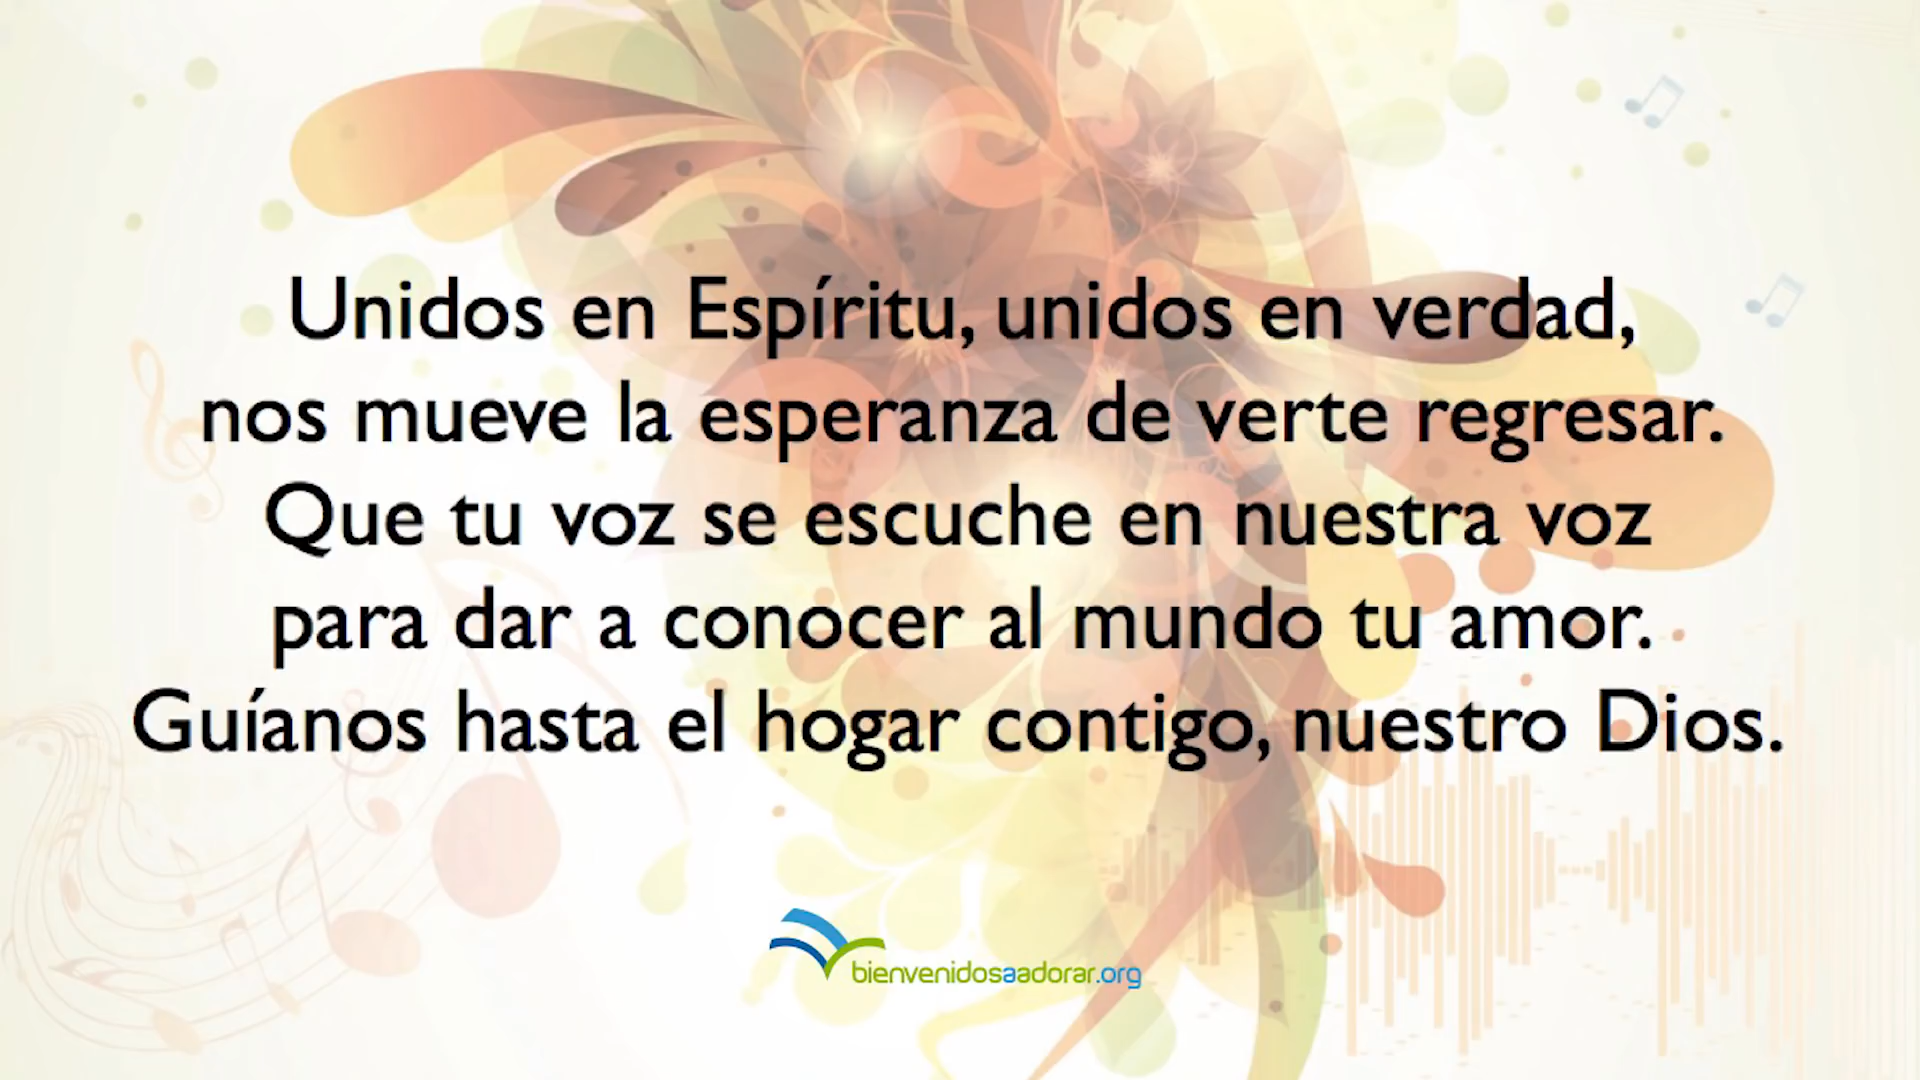 Unidos en Espíritu, unidos en verdad,
nos mueve la esperanza de verte regresar.
Que tu voz se escuche en nuestra voz
para dar a conocer al mundo tu amor.
Guíanos hasta el hogar contigo, nuestro Dios.
bienvenidosaadorar.org